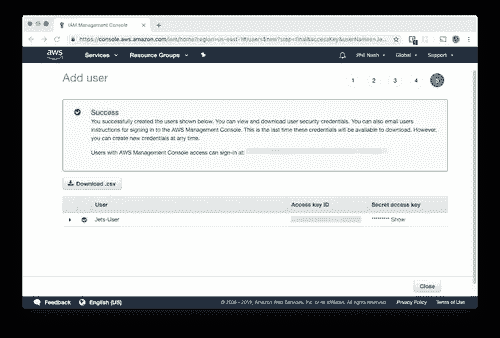 IAM Management Console
https://console.aws.amazon.com/iam/home?region=us-east-1#/users$new?step=final&accessKey&userNames=Je...
aws Services Resource Groups Phil Nash Global Support
Add user 1 2 3 4 5
Success
You successfully created the users shown below. You can view and download user security credentials. You can also email users
instructions for signing in to the AWS Management Console. This is the last time these credentials will be available to download. However,
you can create new credentials at any time.
Users with AWS Management Console access can sign-in at:
Download .csv
User Access key ID Secret access key
Jets-User ********* Show
Close
Feedback English (US) © 2008 - 2019, Amazon Web Services, Inc. or its affiliates. All rights reserved. Privacy Policy Terms of Use